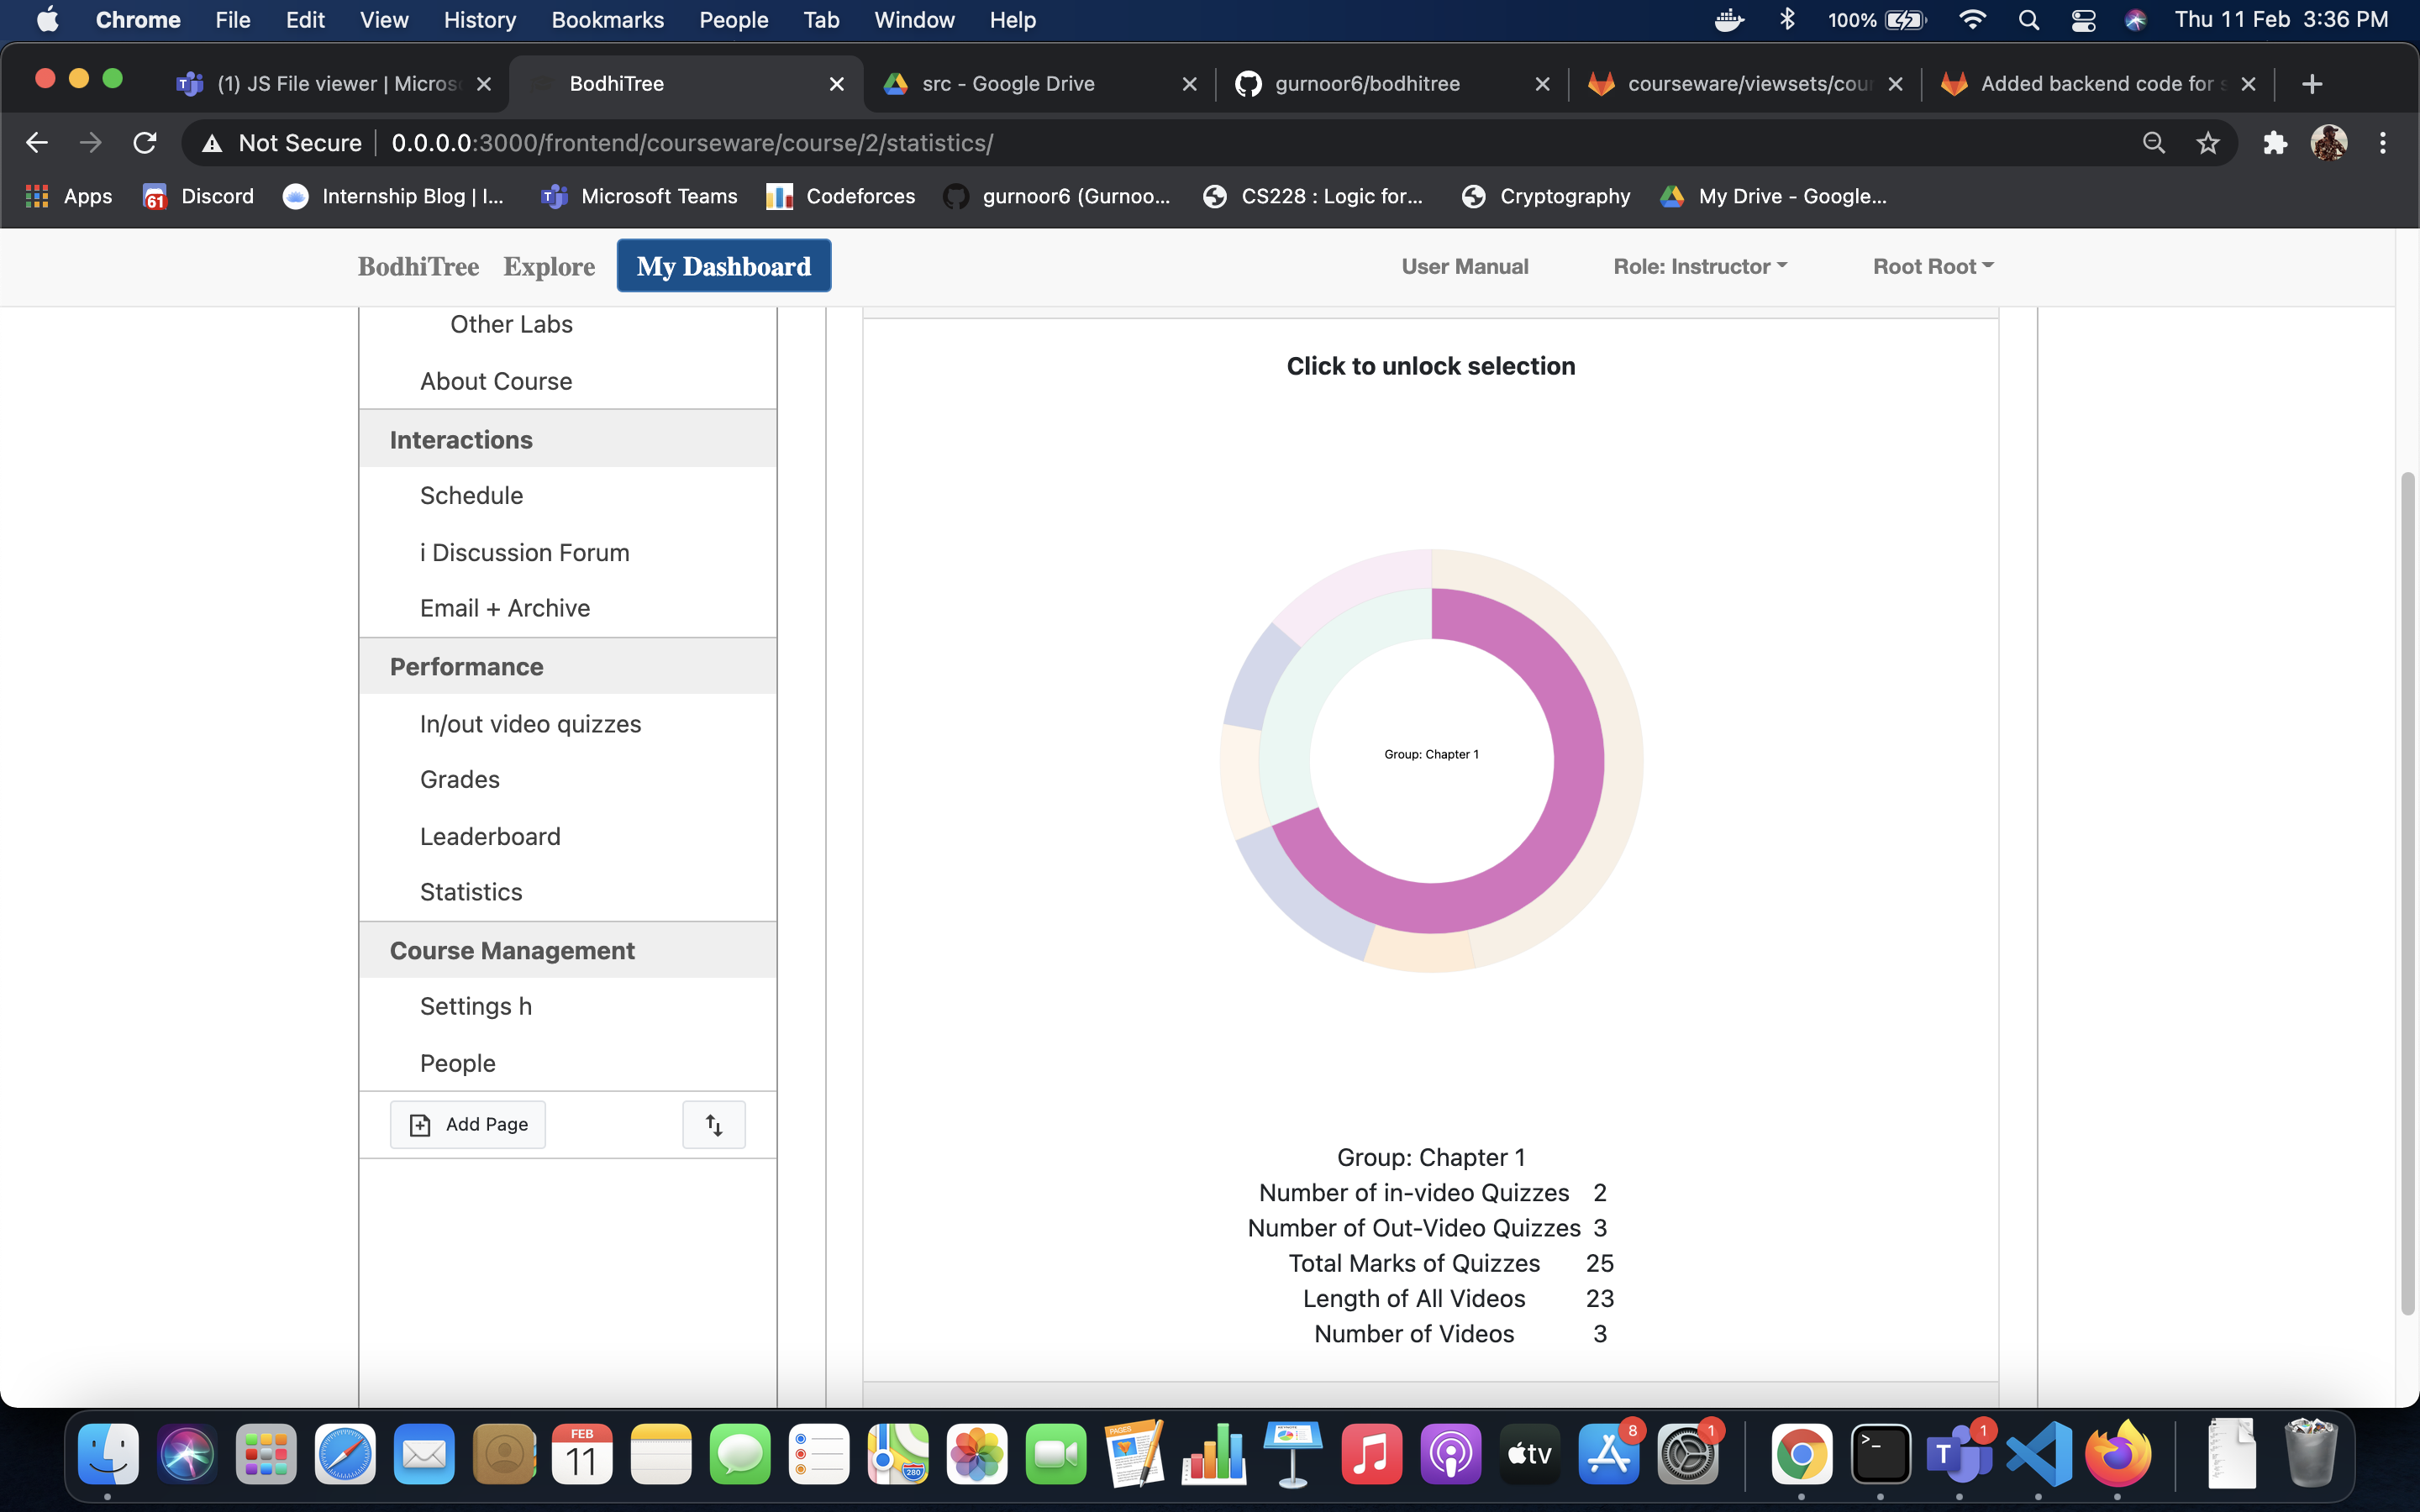 Chrome File Edit View History Bookmarks People Tab Window Help 100% Thu 11 Feb 3:36 PM
(1) JS File viewer | Micros BodhiTree src - Google Drive gurnoor6/bodhitree courseware/viewsets/cour Added backend code for s
Not Secure 0.0.0.0:3000/frontend/courseware/course/2/statistics/
Apps 61 Discord Internship Blog | I... Microsoft Teams Codeforces gurnoor6 (Gurnoo... CS228 : Logic for... Cryptography My Drive - Google...
BodhiTree Explore My Dashboard User Manual Role: Instructor Root Root
Other Labs
About Course
Interactions
Schedule
i Discussion Forum
Email + Archive
Performance
In/out video quizzes
Grades
Leaderboard
Statistics
Course Management
Settings h
People
Add Page
Click to unlock selection
Group: Chapter 1
Group: Chapter 1
Number of in-video Quizzes 2
Number of Out-Video Quizzes 3
Total Marks of Quizzes 25
Length of All Videos 23
Number of Videos 3
FEB
11
PAGES
280
tv
8
1
>_
T
1